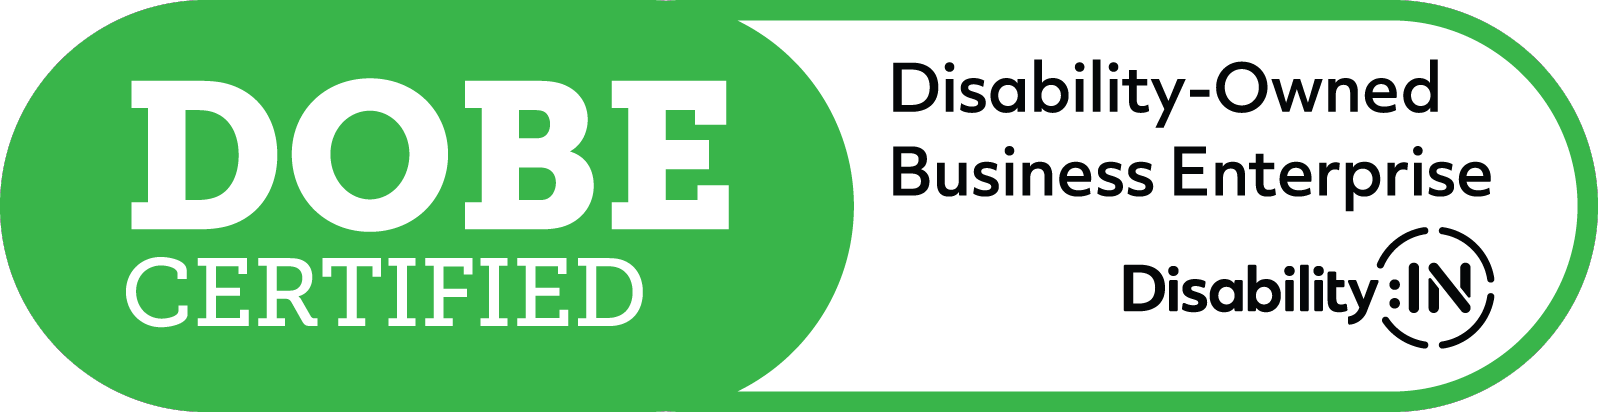 DOBE
CERTIFIED
Disability-Owned
Business Enterprise
Disability:IN